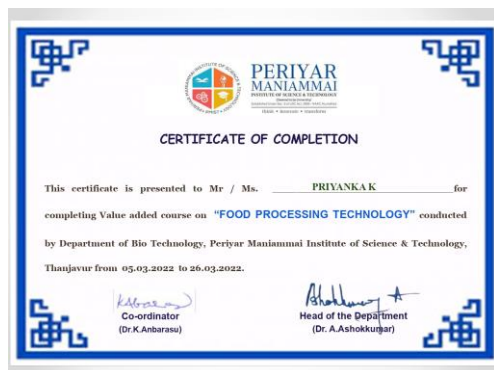 PERIYAR
MANIAMMAI
INSTITUTE OF SCIENCE & TECHNOLOGY
CERTIFICATE OF COMPLETION
This certificate is presented to Mr / Ms. PRIYANKA K for
completing Value added course on “FOOD PROCESSING TECHNOLOGY” conducted
by Department of Bio Technology, Periyar Maniammai Institute of Science & Technology,
Thanjavur from 05.03.2022 to 26.03.2022.
Co-ordinator
(Dr.K.Anbarasu)
Head of the Department
(Dr. A.Ashokkumar)